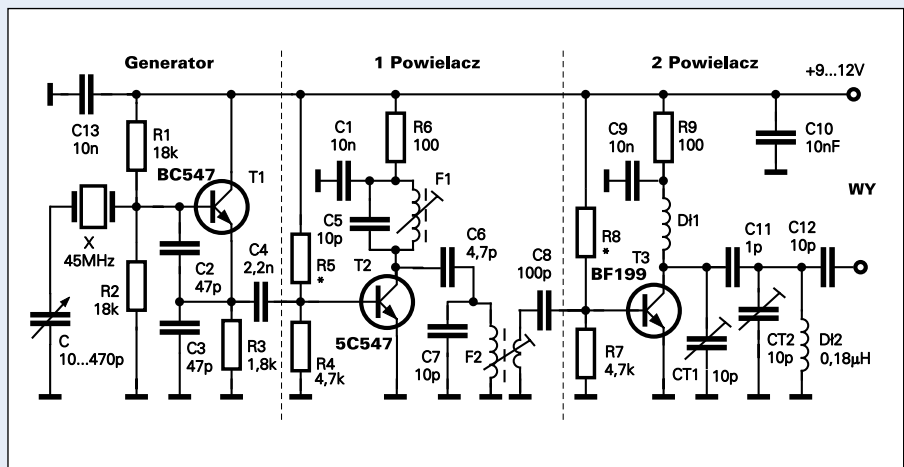 Generator
1 Powielacz
2 Powielacz
+9...12V
C13
10n
R1
18k
BC547
T1
X
45MHz
C2
47p
C4
2,2n
R2
18k
C
10...470p
C3
47p
R3
1,8k
C1
10n
R6
100
F1
C5
10p
R5
*
T2
C6
4,7p
5C547
R4
4,7k
C7
10p
F2
C8
100p
C9
10n
R9
100
C10
10nF
WY
Dł1
R8
*
BF199
T3
C11
1p
C12
10p
R7
4,7k
CT1
10p
CT2
10p
Dł2
0,18µH